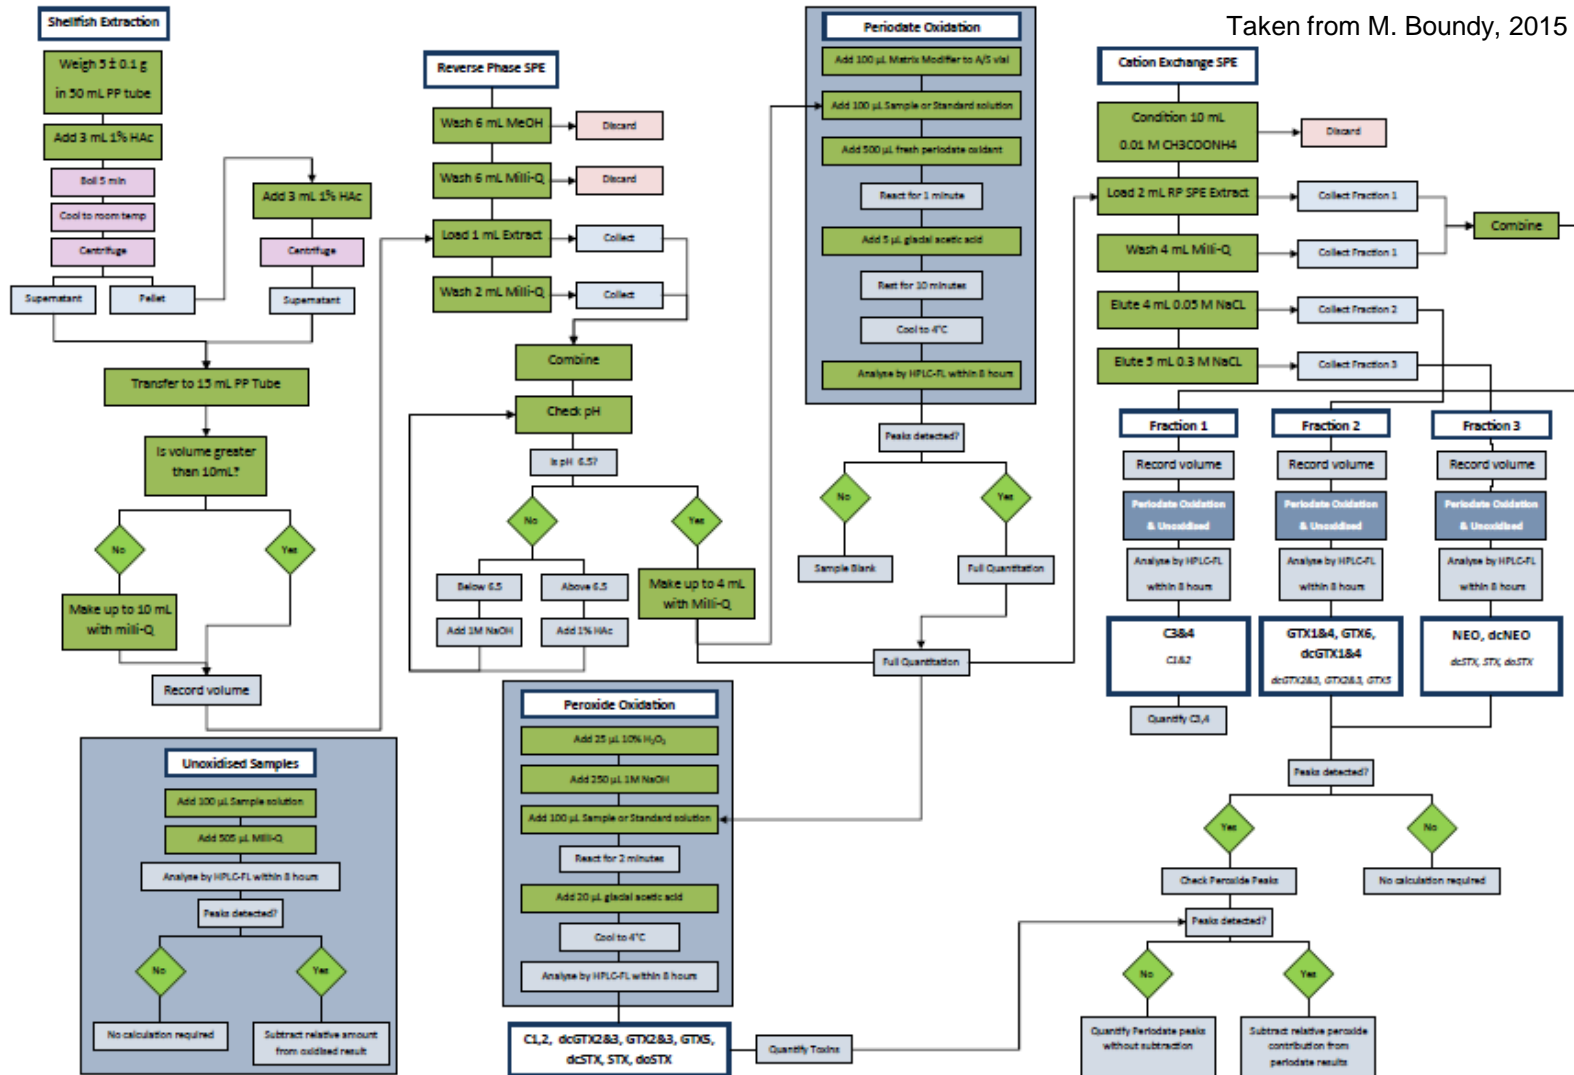 Taken from M. Boundy, 2015
Shellfish Extraction
Weigh 5 ± 0.1 g
in 50 mL PP tube
Add 3 mL 1% HAc
Boil 5 min
Cool to room temp
Centrifuge
Supernatant
Pellet
Add 3 mL 1% HAc
Centrifuge
Supernatant
Transfer to 15 mL PP Tube
Is volume greater
than 10mL?
No
Yes
Make up to 10 mL
with milli-Q
Record volume
Unoxidised Samples
Add 100 µL Sample solution
Add 505 µL Milli-Q
Analyse by HPLC-FL within 8 hours
Peaks detected?
No
Yes
No calculation required
Subtract relative amount
from oxidised result
Reverse Phase SPE
Wash 6 mL MeOH
Discard
Wash 6 mL Milli-Q
Discard
Load 1 mL Extract
Collect
Wash 2 mL Milli-Q
Collect
Combine
Check pH
Is pH 6.5?
No
Yes
Below 6.5
Above 6.5
Add 1M NaOH
Add 1% HAc
Make up to 4 mL
with Milli-Q
Peroxide Oxidation
Add 25 µL 10% H₂O₂
Add 250 µL 1M NaOH
Add 100 µL Sample or Standard solution
React for 2 minutes
Add 20 µL glacial acetic acid
Cool to 4°C
Analyse by HPLC-FL within 8 hours
C1,2, dcGTX2&3, GTX2&3, GTX5,
dcSTX, STX, doSTX
Quantify Toxins
Periodate Oxidation
Add 100 µL Matrix Modifier to A/S vial
Add 100 µL Sample or Standard solution
Add 500 µL fresh periodate oxidant
React for 1 minute
Add 5 µL glacial acetic acid
Rest for 10 minutes
Cool to 4°C
Analyse by HPLC-FL within 8 hours
Peaks detected?
No
Yes
Sample Blank
Full Quantitation
Full Quantitation
Cation Exchange SPE
Condition 10 mL
0.01 M CH3COONH4
Discard
Load 2 mL RP SPE Extract
Collect Fraction 1
Wash 4 mL Milli-Q
Collect Fraction 1
Combine
Elute 4 mL 0.05 M NaCL
Collect Fraction 2
Elute 5 mL 0.3 M NaCL
Collect Fraction 3
Fraction 1
Record volume
Periodate Oxidation
& Unoxidised
Analyse by HPLC-FL
within 8 hours
C3&4
C1&2
Quantify C3,4
Fraction 2
Record volume
Periodate Oxidation
& Unoxidised
Analyse by HPLC-FL
within 8 hours
GTX1&4, GTX6,
dcGTX1&4
dcGTX2&3, GTX2&3, GTX5
Fraction 3
Record volume
Periodate Oxidation
& Unoxidised
Analyse by HPLC-FL
within 8 hours
NEO, dcNEO
dcSTX, STX, doSTX
Peaks detected?
Yes
No
Check Peroxide Peaks
No calculation required
Peaks detected?
No
Yes
Quantify Periodate peaks
without subtraction
Subtract relative peroxide
contribution from
periodate results